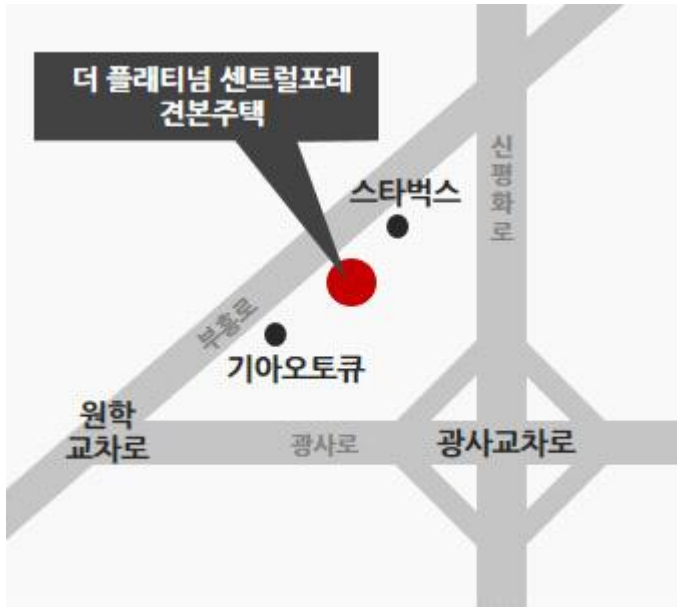 더 플래티넘 센트럴포레
견본주택
스타벅스
신평화로
부흥로
기아오토큐
원학
교차로
광사로
광사교차로